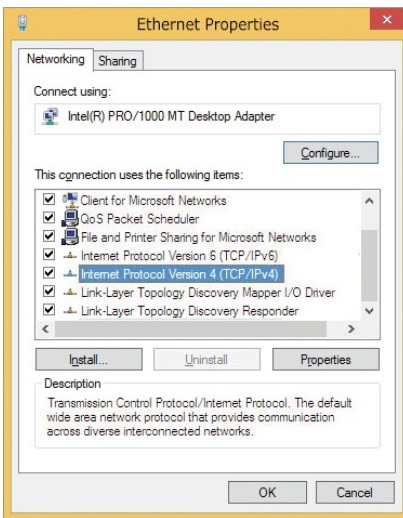 Ethernet Properties
Networking
Sharing
Connect using:
Intel(R) PRO/1000 MT Desktop Adapter
Configure...
This connection uses the following items:
Client for Microsoft Networks
QoS Packet Scheduler
File and Printer Sharing for Microsoft Networks
Internet Protocol Version 6 (TCP/IPv6)
Internet Protocol Version 4 (TCP/IPv4)
Link-Layer Topology Discovery Mapper I/O Driver
Link-Layer Topology Discovery Responder
Install...
Uninstall
Properties
Description
Transmission Control Protocol/Internet Protocol. The default
wide area network protocol that provides communication
across diverse interconnected networks.
OK
Cancel